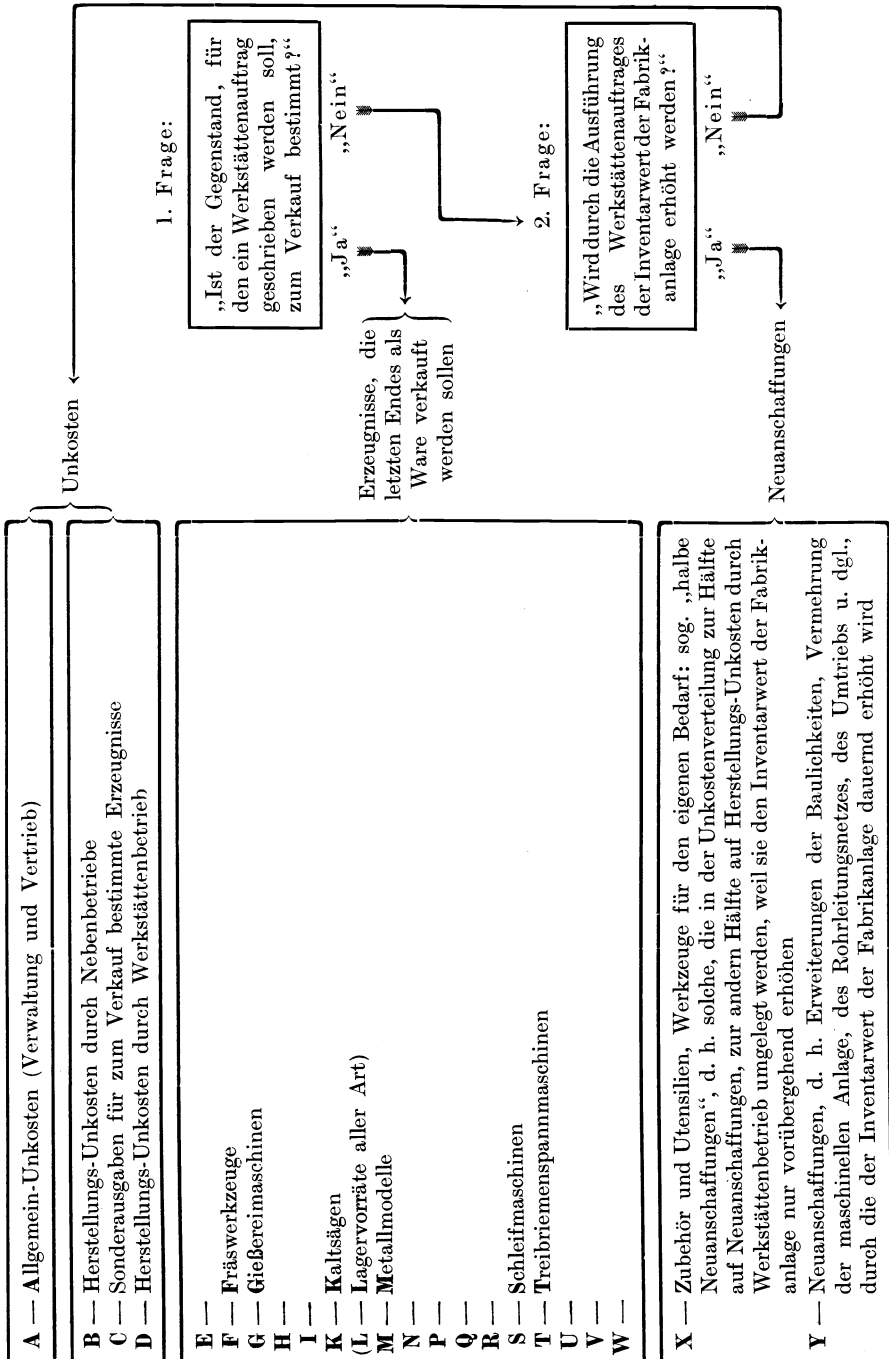 A — Allgemein-Unkosten (Verwaltung und Vertrieb)
B — Herstellungs-Unkosten durch Nebenbetriebe
C — Sonderausgaben für zum Verkauf bestimmte Erzeugnisse
D — Herstellungs-Unkosten durch Werkstättenbetrieb
Unkosten
E —
F — Fräswerkzeuge
G — Gießereimaschinen
H —
I —
K — Kaltsägen
(L — Lagervorräte aller Art)
M — Metallmodelle
N —
P —
Q —
R —
S — Schleifmaschinen
T — Treibriemenspannmaschinen
U —
V —
W —
Erzeugnisse, die
letzten Endes als
Ware verkauft
werden sollen
X — Zubehör und Utensilien, Werkzeuge für den eigenen Bedarf: sog. „halbe
Neuanschaffungen“, d. h. solche, die in der Unkostenverteilung zur Hälfte
auf Neuanschaffungen, zur andern Hälfte auf Herstellungs-Unkosten durch
Werkstättenbetrieb umgelegt werden, weil sie den Inventarwert der Fabrik-
anlage nur vorübergehend erhöhen
Y — Neuanschaffungen, d. h. Erweiterungen der Baulichkeiten, Vermehrung
der maschinellen Anlage, des Rohrleitungsnetzes, des Umtriebs u. dgl.,
durch die der Inventarwert der Fabrikanlage dauernd erhöht wird
Neuanschaffungen
1. Frage:
„Ist der Gegenstand, für
den ein Werkstättenauftrag
geschrieben werden soll,
zum Verkauf bestimmt?“
„Ja“ „Nein“
2. Frage:
„Wird durch die Ausführung
des Werkstättenauftrages
der Inventarwert der Fabrik-
anlage erhöht werden?“
„Ja“ „Nein“